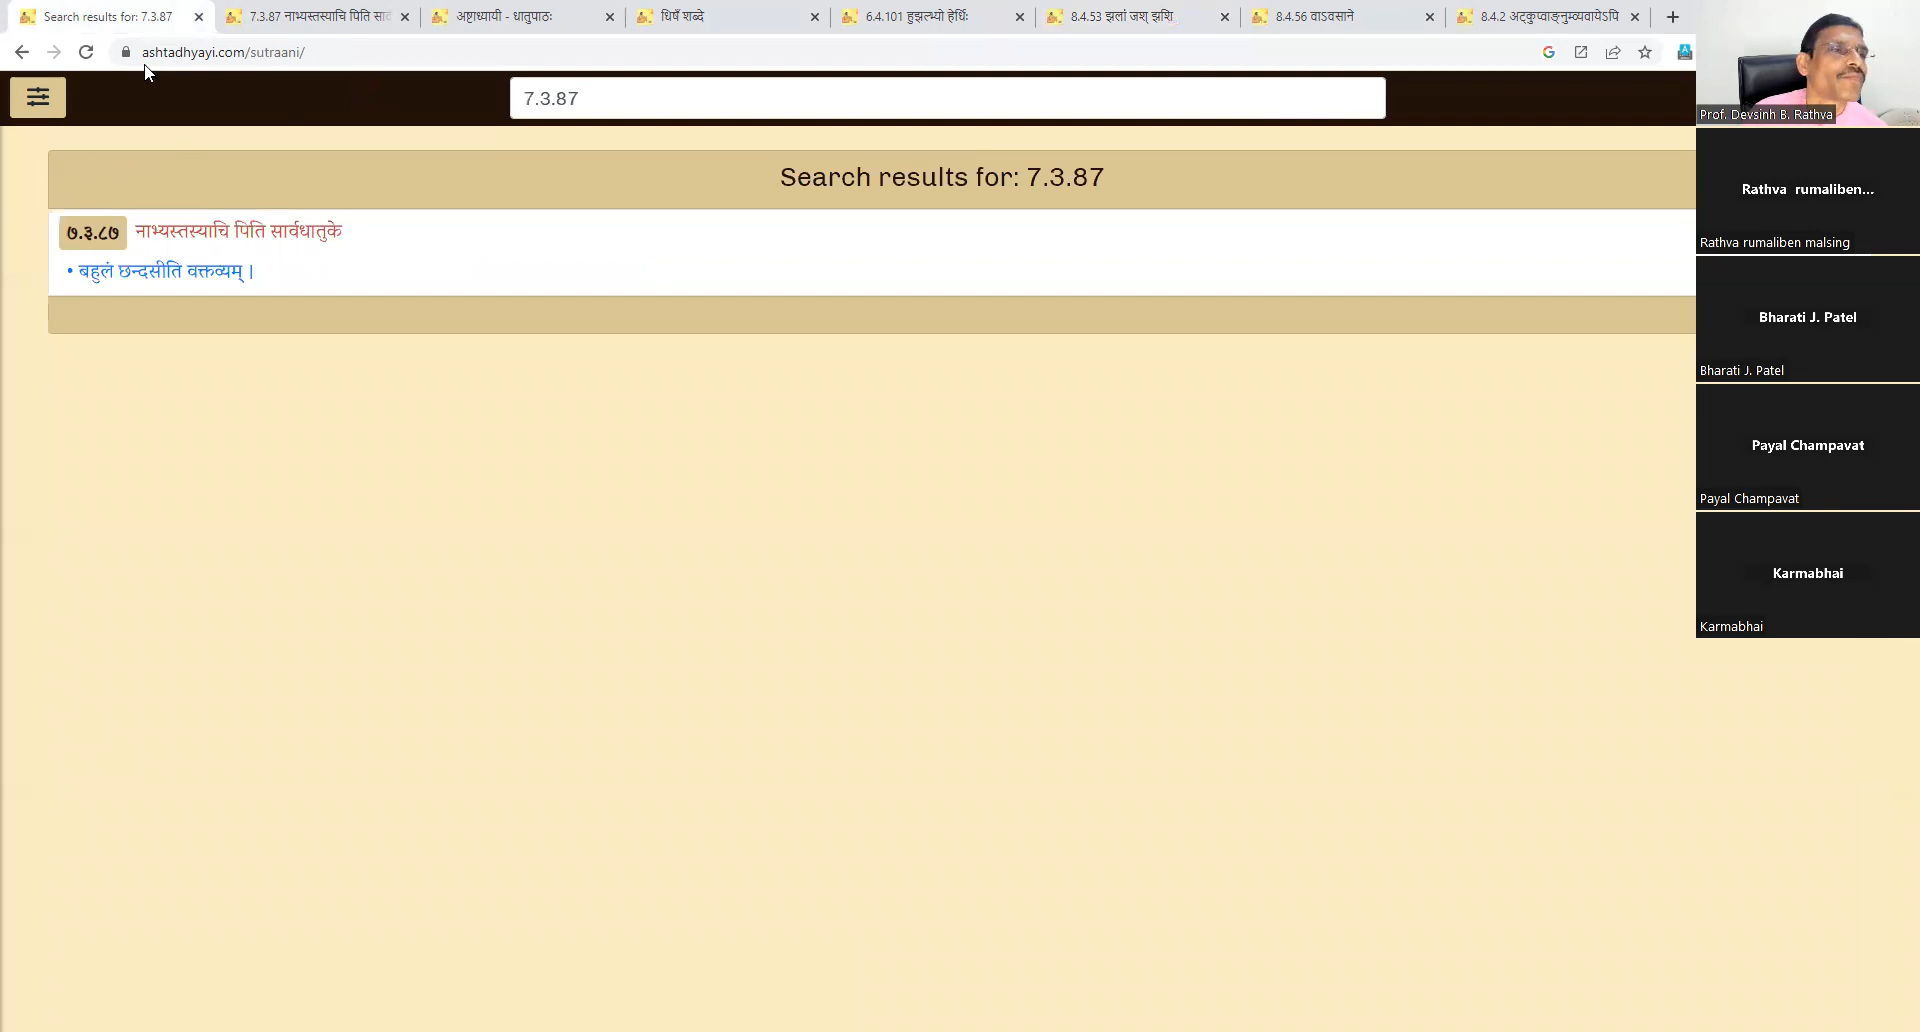 Search results for: 7.3.87
7.3.87 नाभ्यस्तस्याचि पिति सार
अष्टाध्यायी - धातुपाठः
धिषँ शब्दे
6.4.101 हुझल्भ्यो हेर्धिः
8.4.53 झलां जश् झशि
8.4.56 वाऽवसाने
8.4.2 अट्कुप्वाङ्नुम्व्यवायेऽपि
ashtadhyayi.com/sutraani/
7.3.87
Search results for: 7.3.87
७.३.८७ नाभ्यस्तस्याचि पिति सार्वधातुके
• बहुलं छन्दसीति वक्तव्यम् |
Prof. Devsinh B. Rathva
Rathva rumaliben...
Rathva rumaliben malsing
Bharati J. Patel
Bharati J. Patel
Payal Champavat
Payal Champavat
Karmabhai
Karmabhai